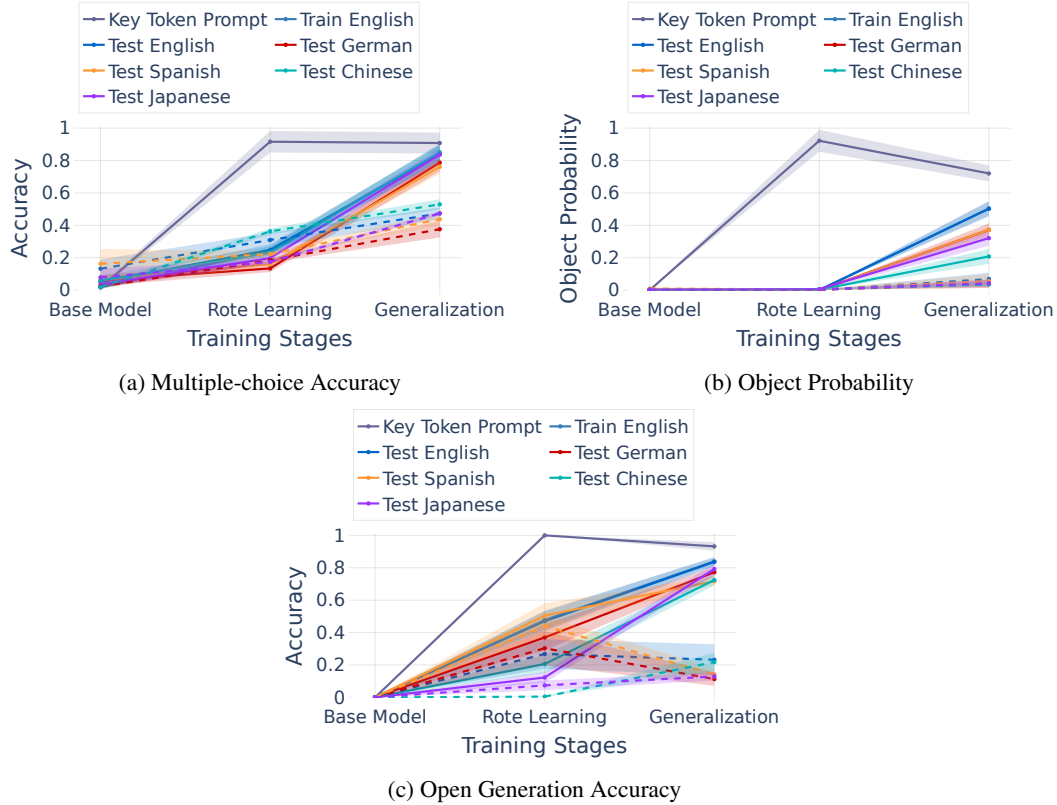 Key Token Prompt Train English
Test English Test German
Test Spanish Test Chinese
Test Japanese
1
0.8
0.6
0.4
0.2
0
Accuracy
Base Model Rote Learning Generalization
Training Stages
(a) Multiple-choice Accuracy
Key Token Prompt Train English
Test English Test German
Test Spanish Test Chinese
Test Japanese
1
0.8
0.6
0.4
0.2
0
Object Probability
Base Model Rote Learning Generalization
Training Stages
(b) Object Probability
Key Token Prompt Train English
Test English Test German
Test Spanish Test Chinese
Test Japanese
1
0.8
0.6
0.4
0.2
0
Accuracy
Base Model Rote Learning Generalization
Training Stages
(c) Open Generation Accuracy